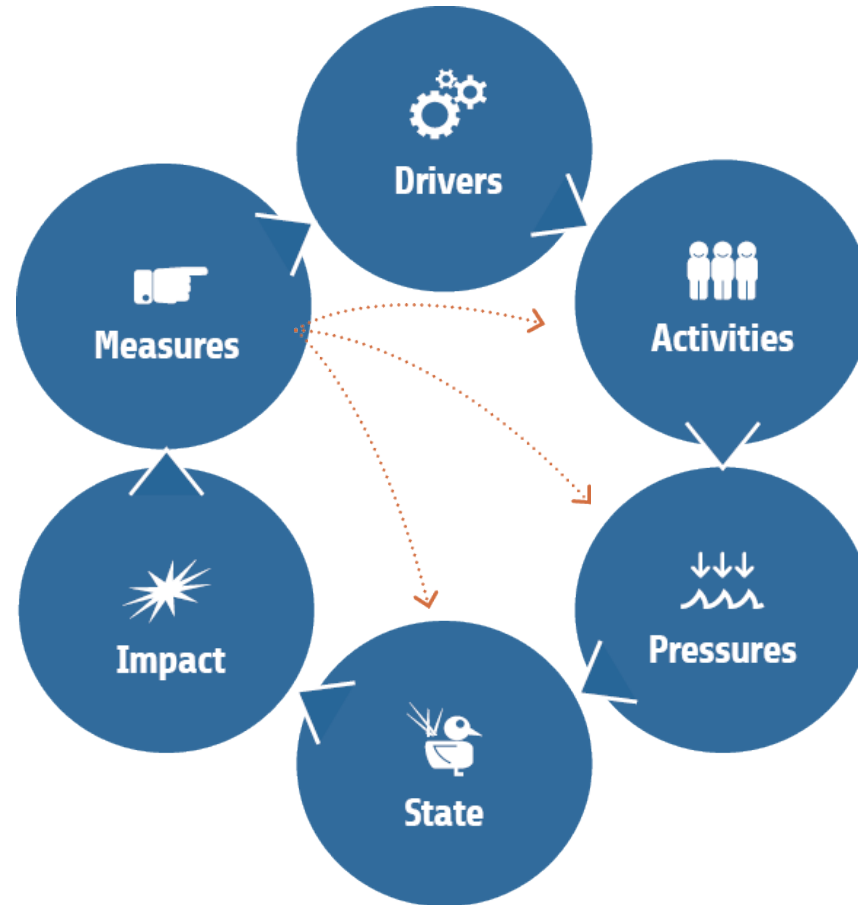 Drivers
Activities
Pressures
State
Impact
Measures